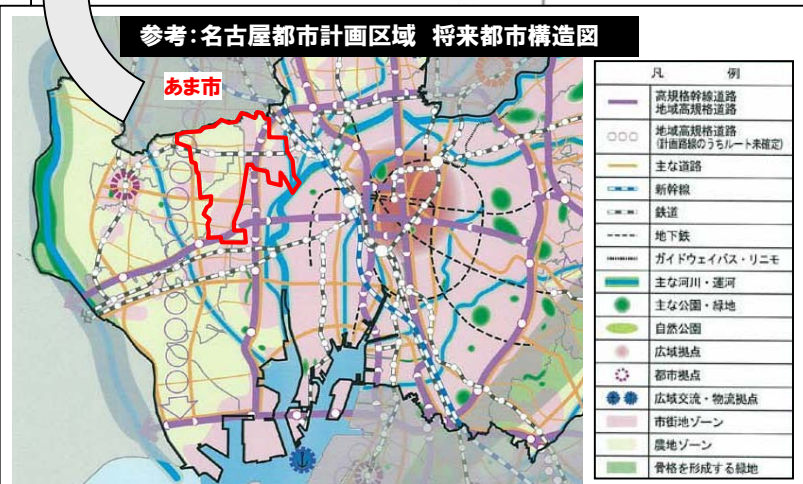 参考：名古屋都市計画区域 将来都市構造図
あま市
凡 例
高規格幹線道路
地域高規格道路
地域高規格道路
(計画路線のうちルート未確定)
主な道路
新幹線
鉄道
地下鉄
ガイドウェイバス・リニモ
主な河川・運河
主な公園・緑地
自然公園
広域拠点
都市拠点
広域交流・物流拠点
市街地ゾーン
農地ゾーン
骨格を形成する緑地